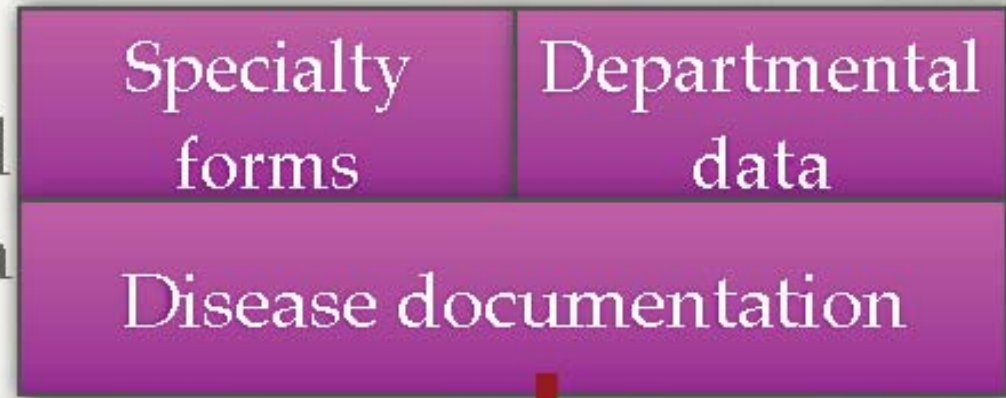 Specialty
forms
Departmental
data
Disease documentation